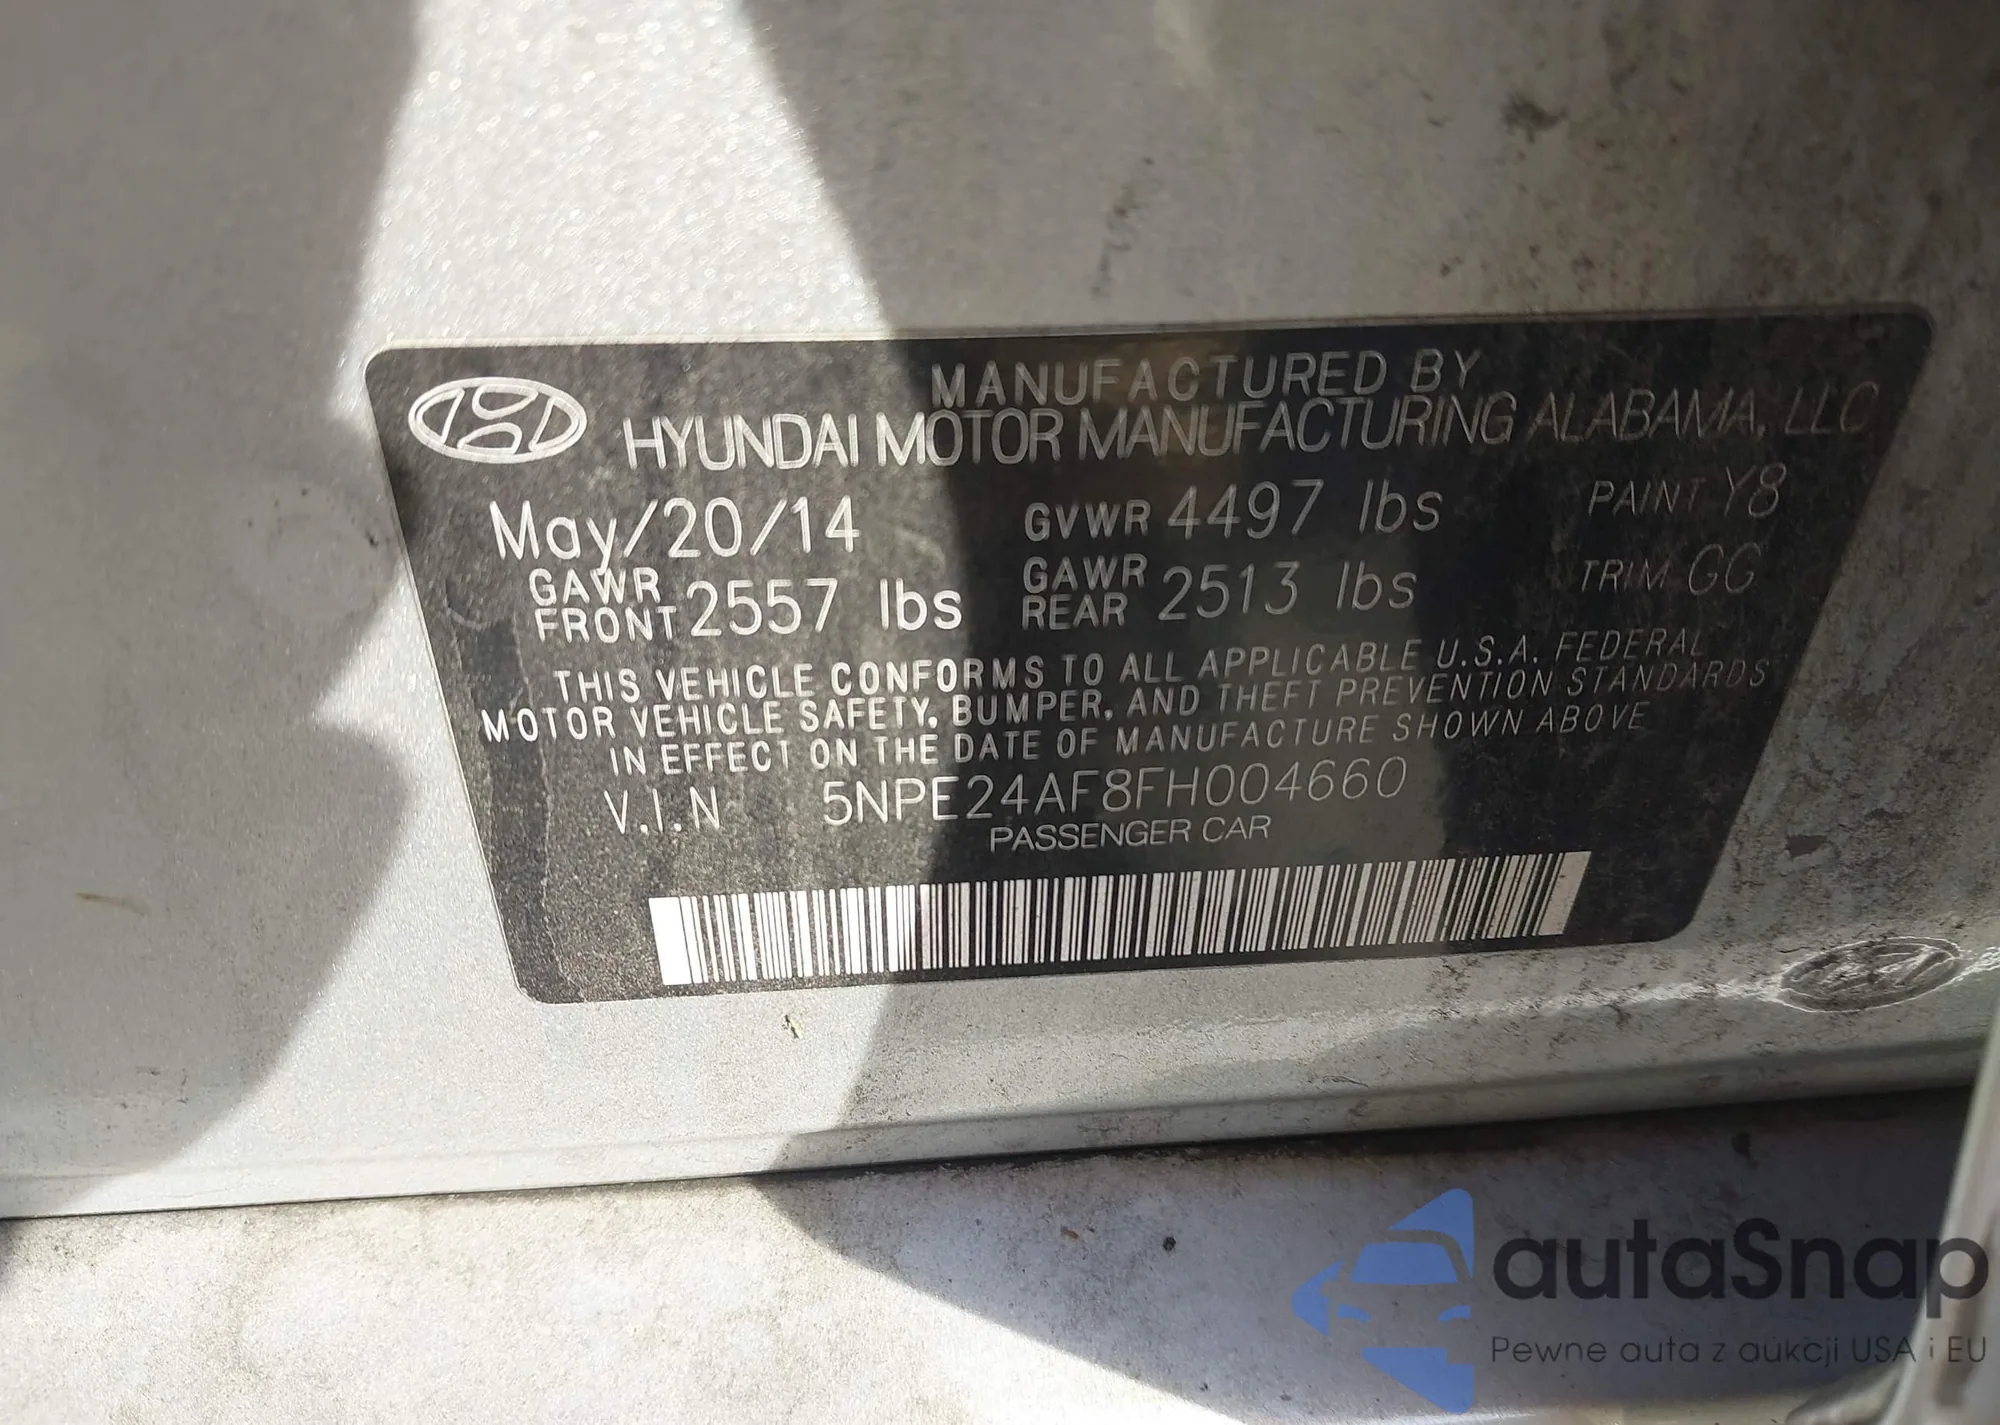 MANUFACTURED BY
HYUNDAI MOTOR MANUFACTURING ALABAMA, LLC
May/20/14 GVWR 4497 lbs PAINT Y8
GAWR FRONT 2557 lbs GAWR REAR 2513 lbs TRIM GG
THIS VEHICLE CONFORMS TO ALL APPLICABLE U.S.A. FEDERAL
MOTOR VEHICLE SAFETY, BUMPER, AND THEFT PREVENTION STANDARDS
IN EFFECT ON THE DATE OF MANUFACTURE SHOWN ABOVE
V.I.N 5NPE24AF8FH004660
PASSENGER CAR
autaSnap
Pewne auta z aukcji USA i EU